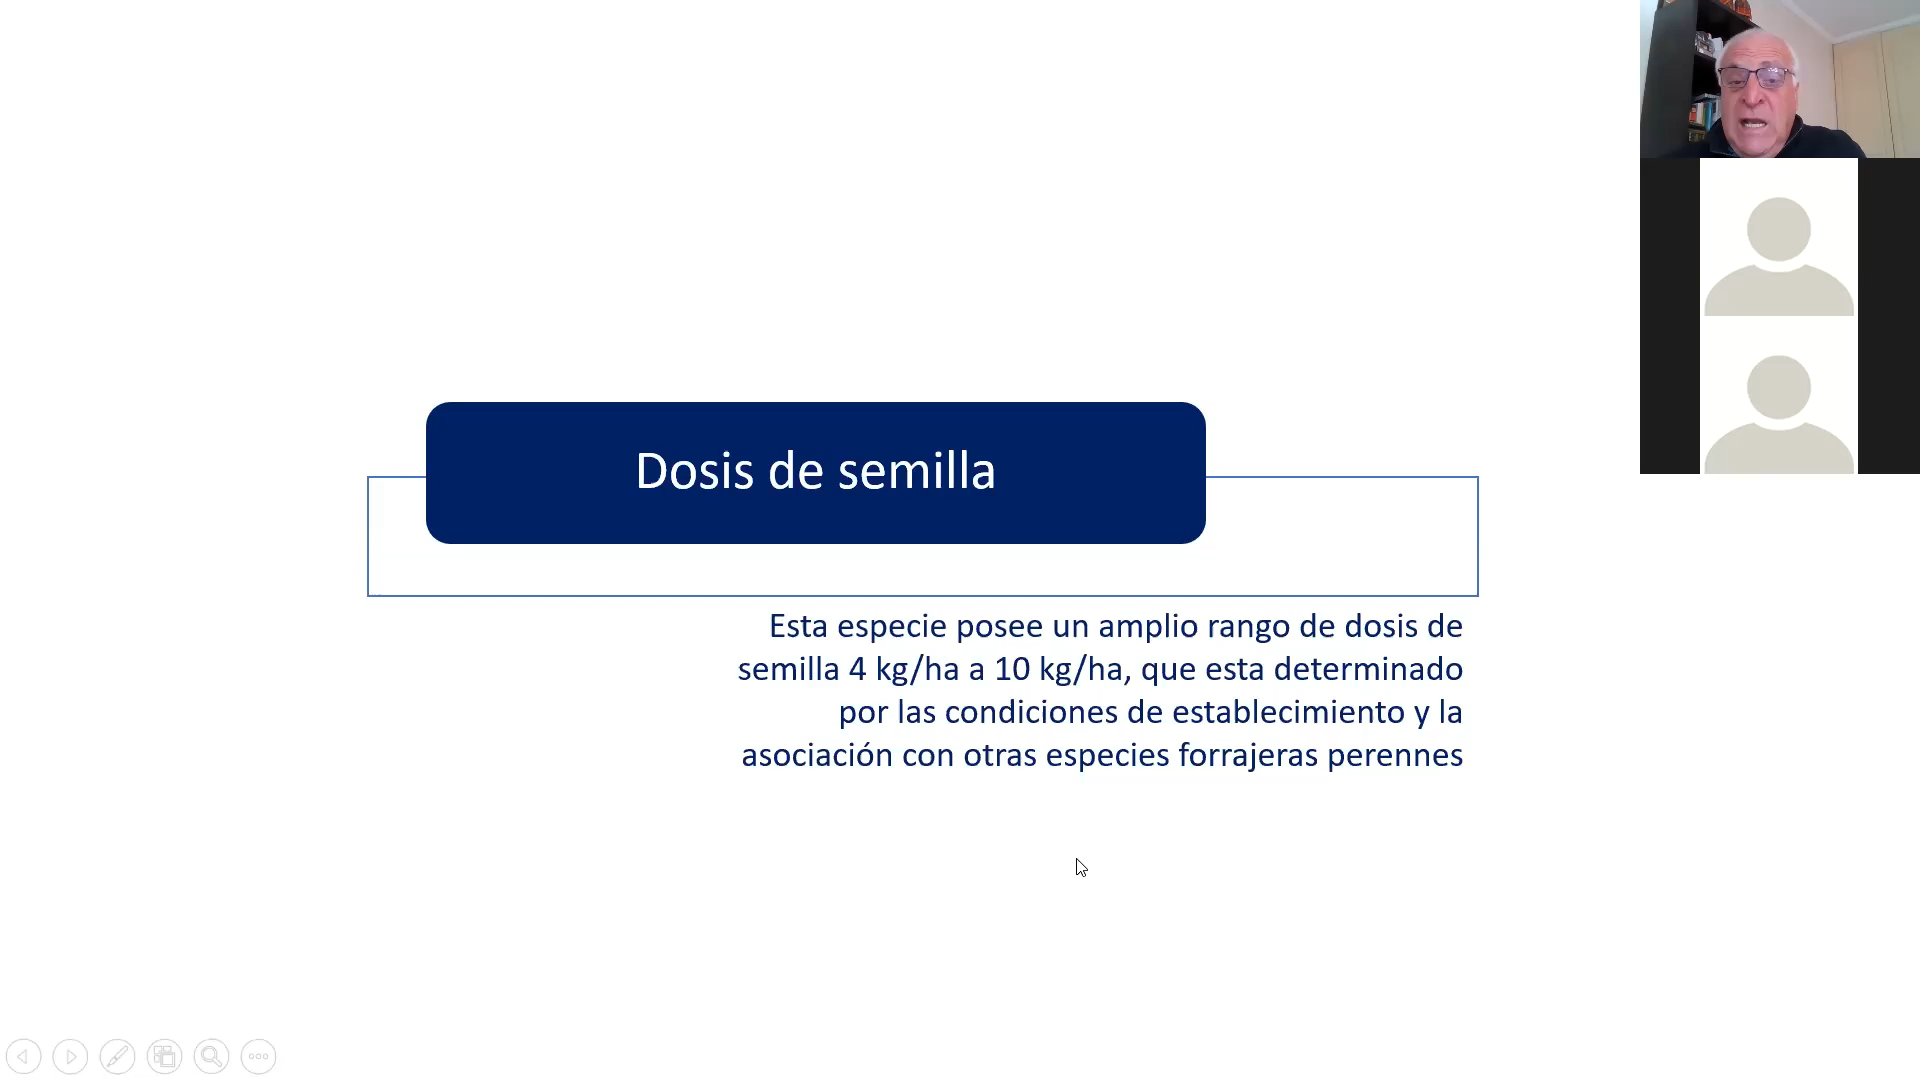 Dosis de semilla
Esta especie posee un amplio rango de dosis de
semilla 4 kg/ha a 10 kg/ha, que esta determinado
por las condiciones de establecimiento y la
asociación con otras especies forrajeras perennes